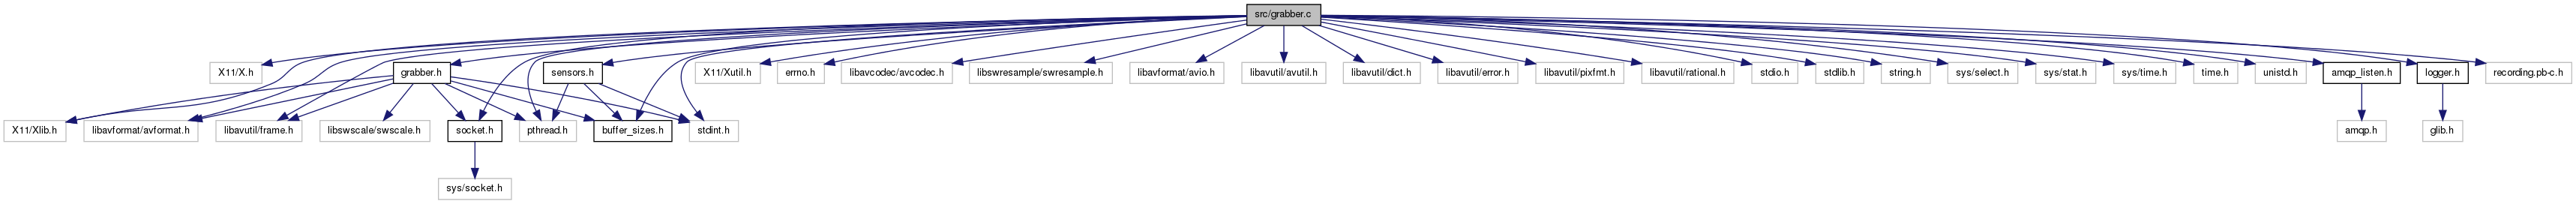 src/grabber.c
X11/X.h
grabber.h
sensors.h
X11/Xutil.h
errno.h
libavcodec/avcodec.h
libswresample/swresample.h
libavformat/avio.h
libavutil/avutil.h
libavutil/dict.h
libavutil/error.h
libavutil/pixfmt.h
libavutil/rational.h
stdio.h
stdlib.h
string.h
sys/select.h
sys/stat.h
sys/time.h
time.h
unistd.h
amqp_listen.h
logger.h
recording.pb-c.h
X11/Xlib.h
libavformat/avformat.h
libavutil/frame.h
libswscale/swscale.h
socket.h
pthread.h
buffer_sizes.h
stdint.h
amqp.h
glib.h
sys/socket.h